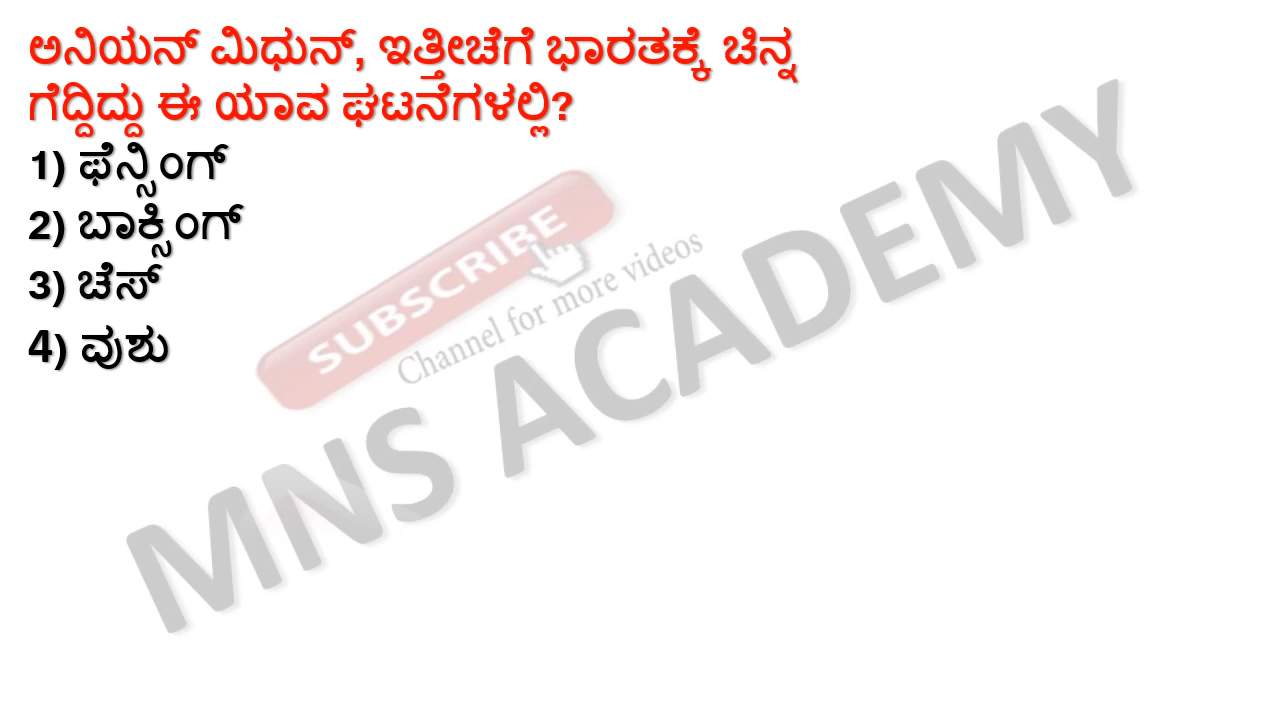 ಅನಿಯನ್ ಮಿಧುನ್, ಇತ್ತೀಚೆಗೆ ಭಾರತಕ್ಕೆ ಚಿನ್ನ
ಗೆದ್ದಿದ್ದು ಈ ಯಾವ ಘಟನೆಗಳಲ್ಲಿ?
1) ಫೆನ್ಸಿಂಗ್
2) ಬಾಕ್ಸಿಂಗ್
3) ಚೆಸ್
4) ವುಶು
SUBSCRIBE
Channel for more videos
MNS ACADEMY